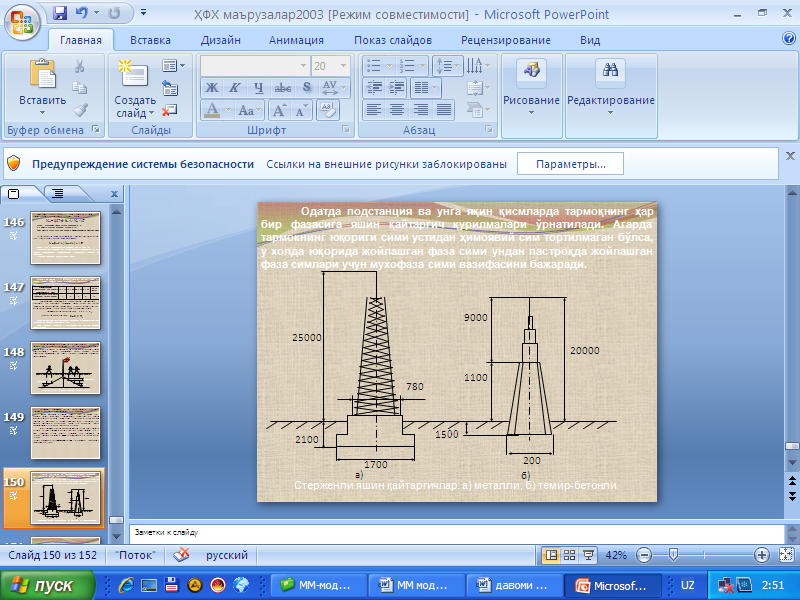 ҲФХ маърузалар2003 [Режим совместимости] - Microsoft PowerPoint
Главная Вставка Дизайн Анимация Показ слайдов Рецензирование Вид
20
Вставить
Создать слайд
Ж К Ч abc S AV
A Aa A A
Рисование
Редактирование
Буфер обмена Слайды Шрифт Абзац
Предупреждение системы безопасности Ссылки на внешние рисунки заблокированы Параметры...
146
147
148
149
150
Одатда подстанция ва унга яқин қисмларда тармоқнинг ҳар
бир фазасига яшин қайтаргич қурилмалари ўрнатилади. Агарда
тармоқнинг юқориги сими устидан ҳимоявий сим тортилмаган бўлса,
у холда юқорида жойлашган фаза сими ундан пастроқда жойлашган
фаза симлари учун мухофаза сими вазифасини бажаради.
25000
780
2100
1700
а)
9000
20000
1100
1500
200
б)
Стерженли яшин қайтаргичлар: а) металли; б) темир-бетонли
Заметки к слайду
Слайд 150 из 152 "Поток" русский 42%
пуск ММ-мод... ММ мод... давоми ... Microsof... UZ 2:51